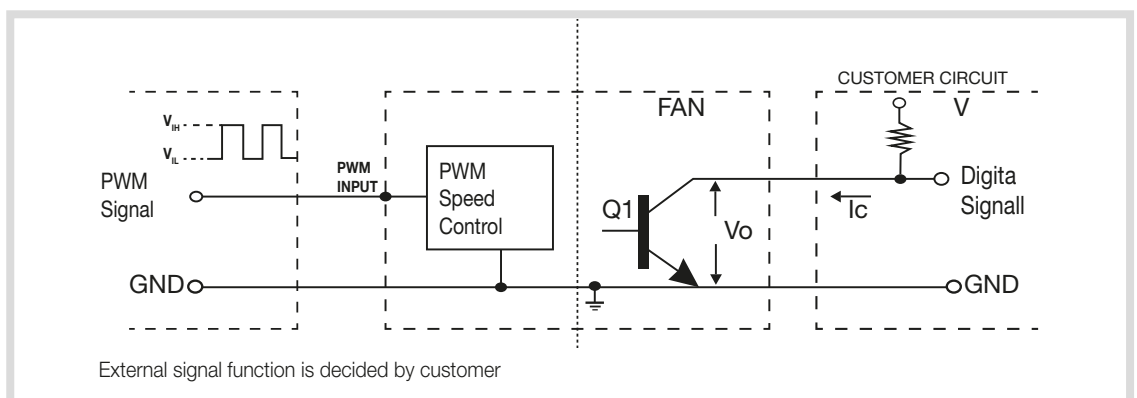 CUSTOMER CIRCUIT
V
FAN
VIH
VIL
PWM
Signal
PWM
INPUT
PWM
Speed
Control
Q1
Vo
Ic
Digita
Signall
GND
GND
External signal function is decided by customer